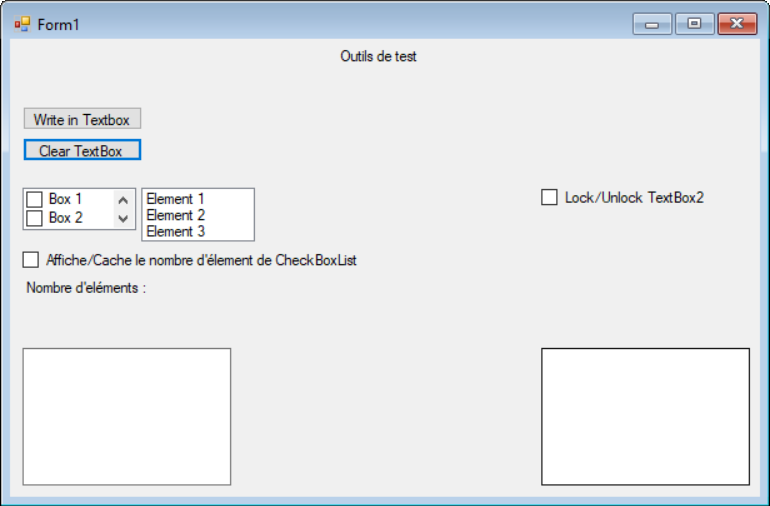 Form1
Outils de test
Write in Textbox
Clear TextBox
Box 1
Box 2
Element 1
Element 2
Element 3
Lock/Unlock TextBox2
Affiche/Cache le nombre d'élement de CheckBoxList
Nombre d'eléments :